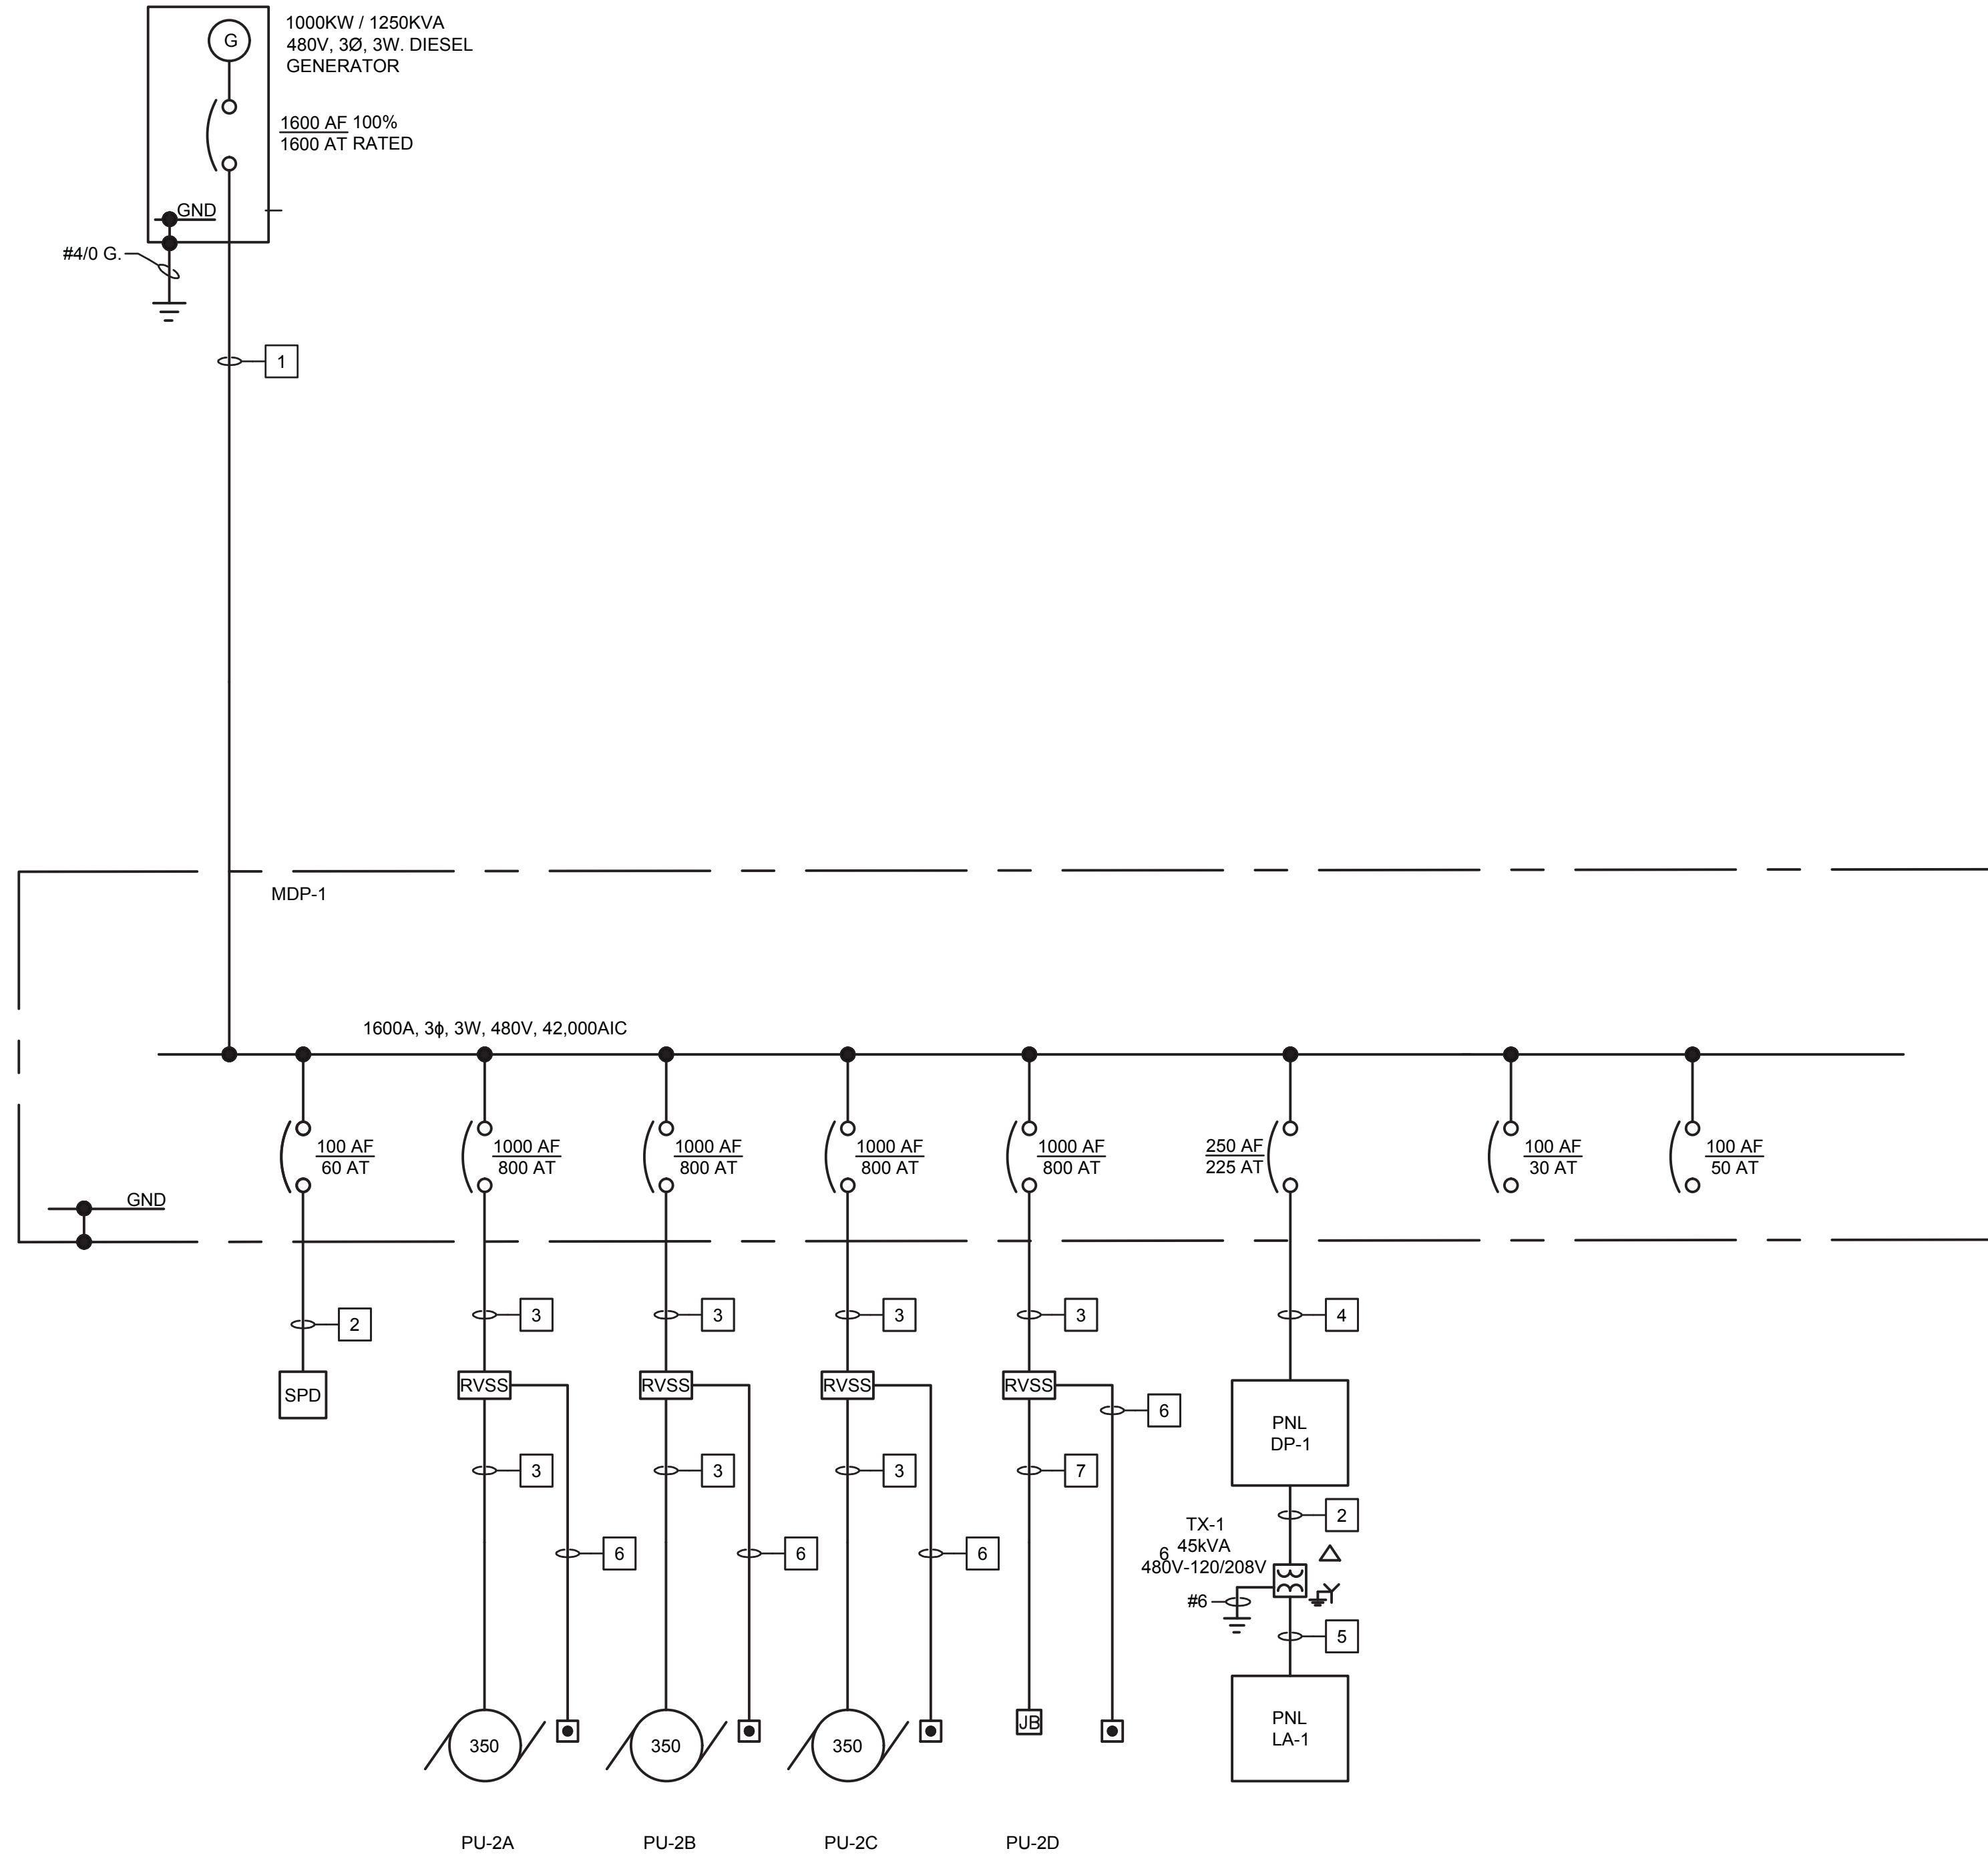 G
1000KW / 1250KVA
480V, 3Ø, 3W. DIESEL
GENERATOR
1600 AF 100%
1600 AT RATED
GND
#4/0 G.
1
MDP-1
1600A, 3ϕ, 3W, 480V, 42,000AIC
100 AF
60 AT
1000 AF
800 AT
1000 AF
800 AT
1000 AF
800 AT
1000 AF
800 AT
250 AF
225 AT
100 AF
30 AT
100 AF
50 AT
GND
2
3
3
3
3
4
SPD
RVSS
RVSS
RVSS
RVSS
6
PNL
DP-1
3
3
3
7
2
6
6
6
TX-1
45kVA
6
480V-120/208V
#6
5
350
350
350
JB
PNL
LA-1
PU-2A
PU-2B
PU-2C
PU-2D